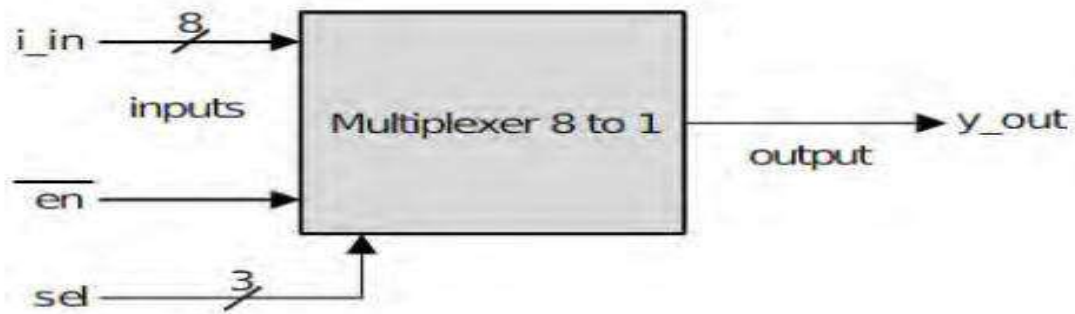 8
i_in
inputs
Multiplexer 8 to 1
y_out
output
en
3
sel